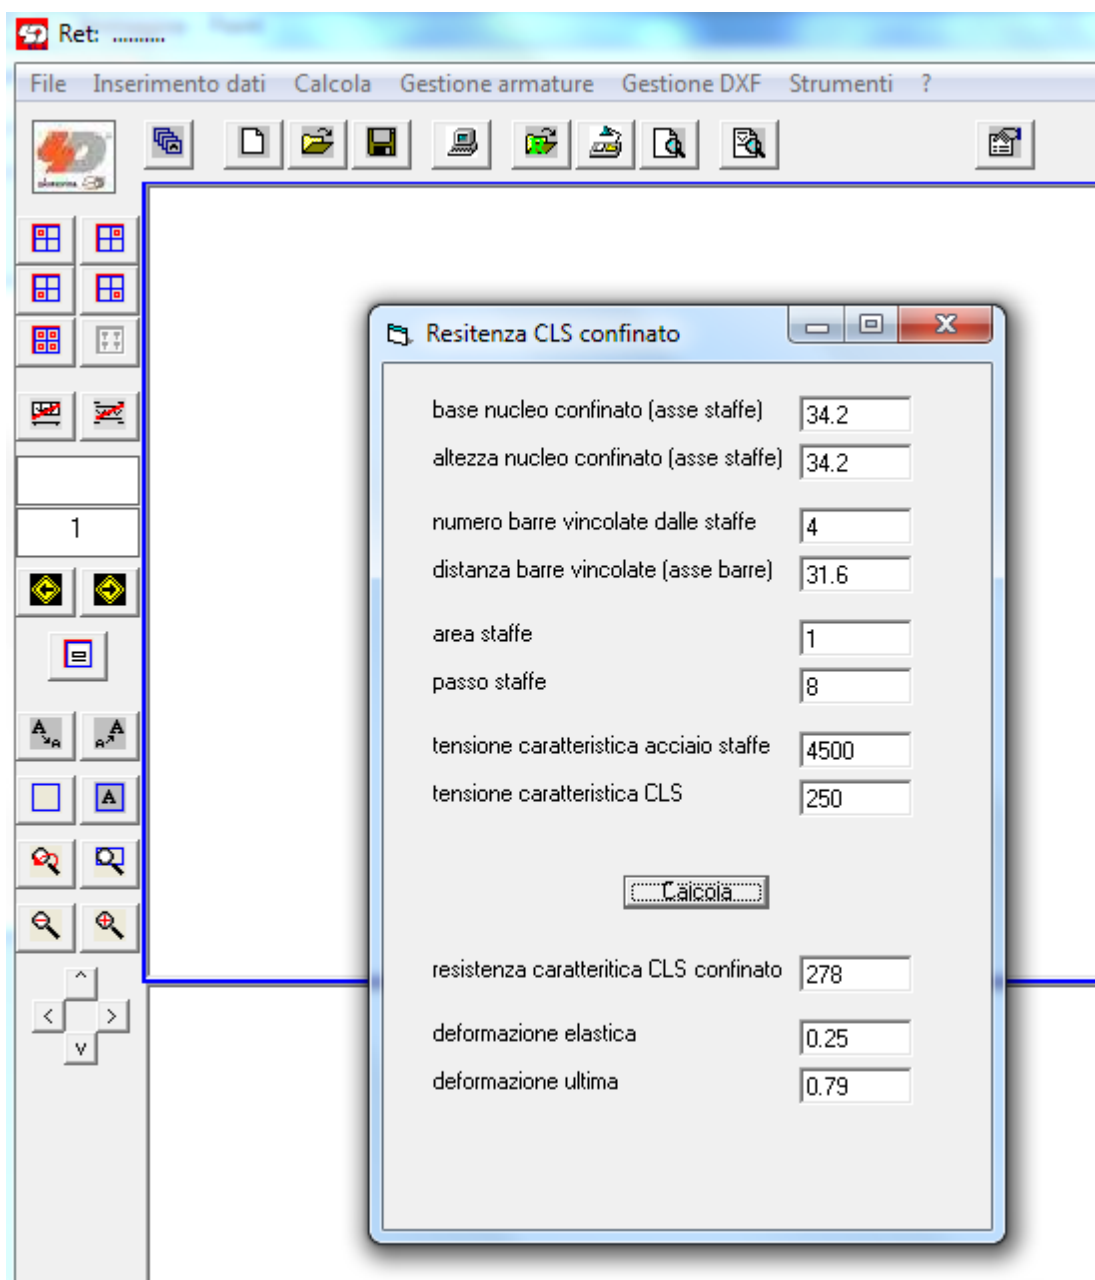 Ret: ..........
File Inserimento dati Calcola Gestione armature Gestione DXF Strumenti ?
1
A A
A A
A
^
< >
v
Resitenza CLS confinato
base nucleo confinato (asse staffe) 34.2
altezza nucleo confinato (asse staffe) 34.2
numero barre vincolate dalle staffe 4
distanza barre vincolate (asse barre) 31.6
area staffe 1
passo staffe 8
tensione caratteristica acciaio staffe 4500
tensione caratteristica CLS 250
Calcola
resistenza caratteritica CLS confinato 278
deformazione elastica 0.25
deformazione ultima 0.79